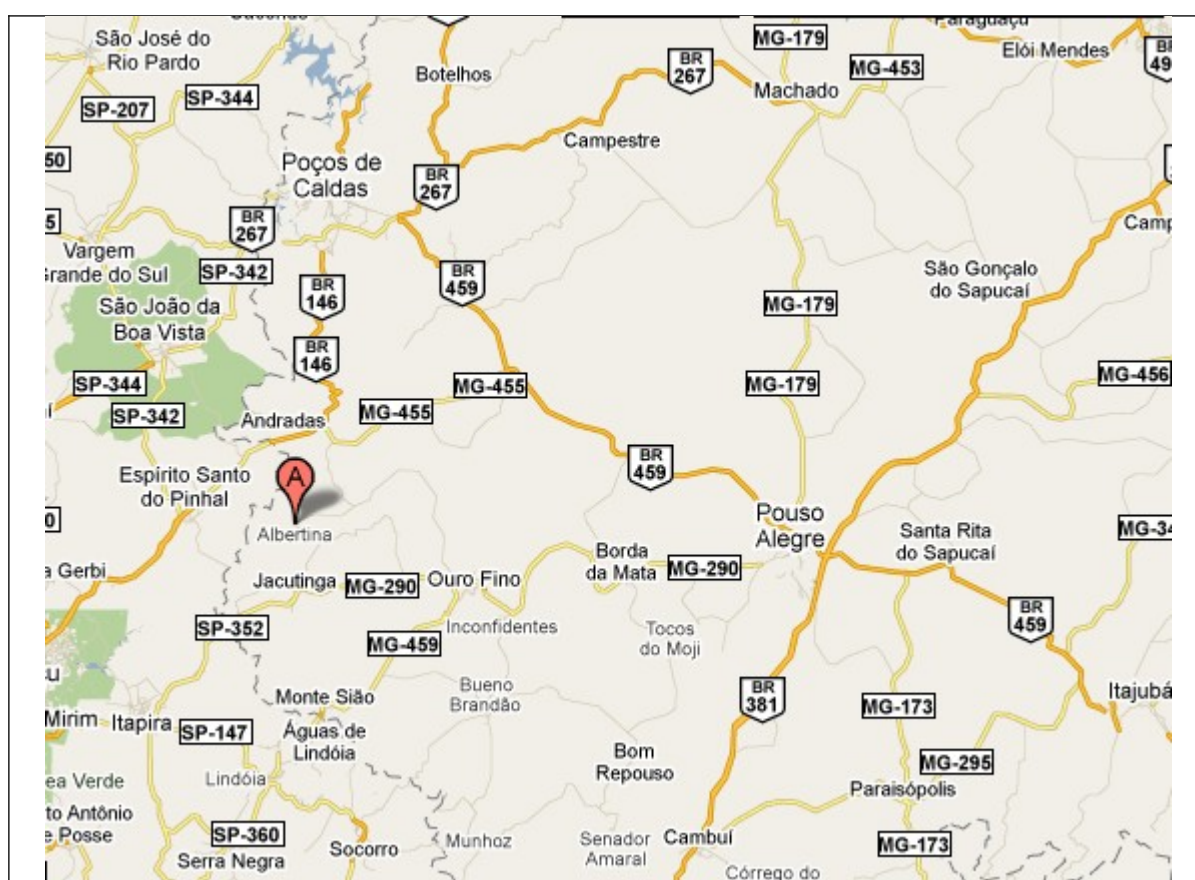 Paraguaçu
São José do
Rio Pardo
MG-179
Elói Mendes
Botelhos
BR
267
MG-453
Machado
SP-344
SP-207
Campestre
50
Poços de
Caldas
BR
267
BR
267
Vargem
Grande do Sul
SP-342
São Gonçalo
do Sapucaí
BR
146
BR
459
MG-179
São João da
Boa Vista
BR
146
SP-344
MG-455
MG-179
MG-456
SP-342
Andradas
MG-455
Espirito Santo
do Pinhal
A
BR
459
Pouso
Alegre
Albertina
Santa Rita
do Sapucaí
MG-34
a Gerbi
Jacutinga
MG-290
Ouro Fino
Borda
da Mata
MG-290
SP-352
Inconfidentes
Tocos
do Moji
BR
459
MG-459
Bueno
Brandão
BR
381
Itajubá
Monte Sião
Mirim
Itapira
SP-147
Águas de
Lindóia
MG-173
Bom
Repouso
MG-295
ea Verde
Lindóia
Paraisópolis
to Antônio
e Posse
SP-360
Serra Negra
Socorro
Munhoz
Senador
Amaral
Cambuí
MG-173
Córrego do